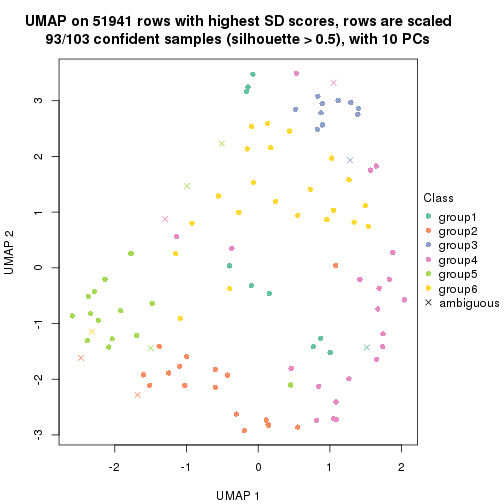 UMAP on 51941 rows with highest SD scores, rows are scaled
93/103 confident samples (silhouette > 0.5), with 10 PCs
3
2
1
0
-1
-2
-3
UMAP 2
-2
-1
0
1
2
UMAP 1
Class
group1
group2
group3
group4
group5
group6
ambiguous